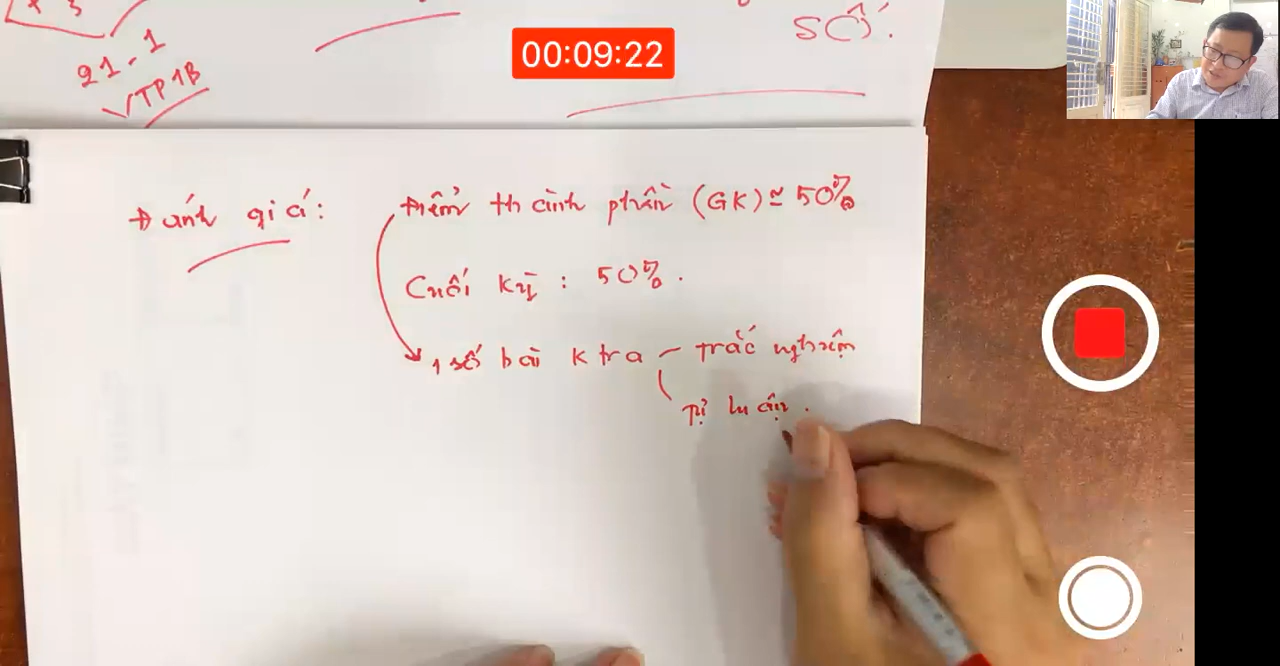 số.
21-1
VTP1B
00:09:22
Đánh giá: Điểm thành phần (GK) ≈ 50%
Cuối kỳ: 50%.
1 số bài ktra - trắc nghiệm
Tự luận.